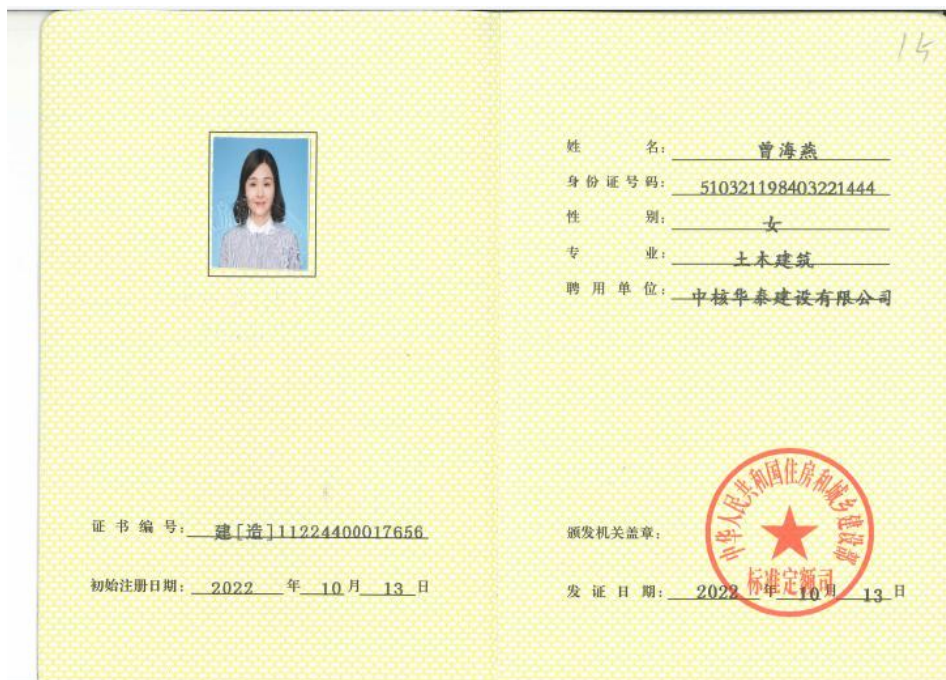 15
姓名：曾海燕
身份证号码：510321198403221444
性别：女
专业：土木建筑
聘用单位：中核华泰建设有限公司
证书编号：建[造]11224400017656
初始注册日期：2022 年 10 月 13 日
颁发机关盖章：
中华人民共和国住房和城乡建设部
标准定额司
发证日期：2022 年 10 月 13 日